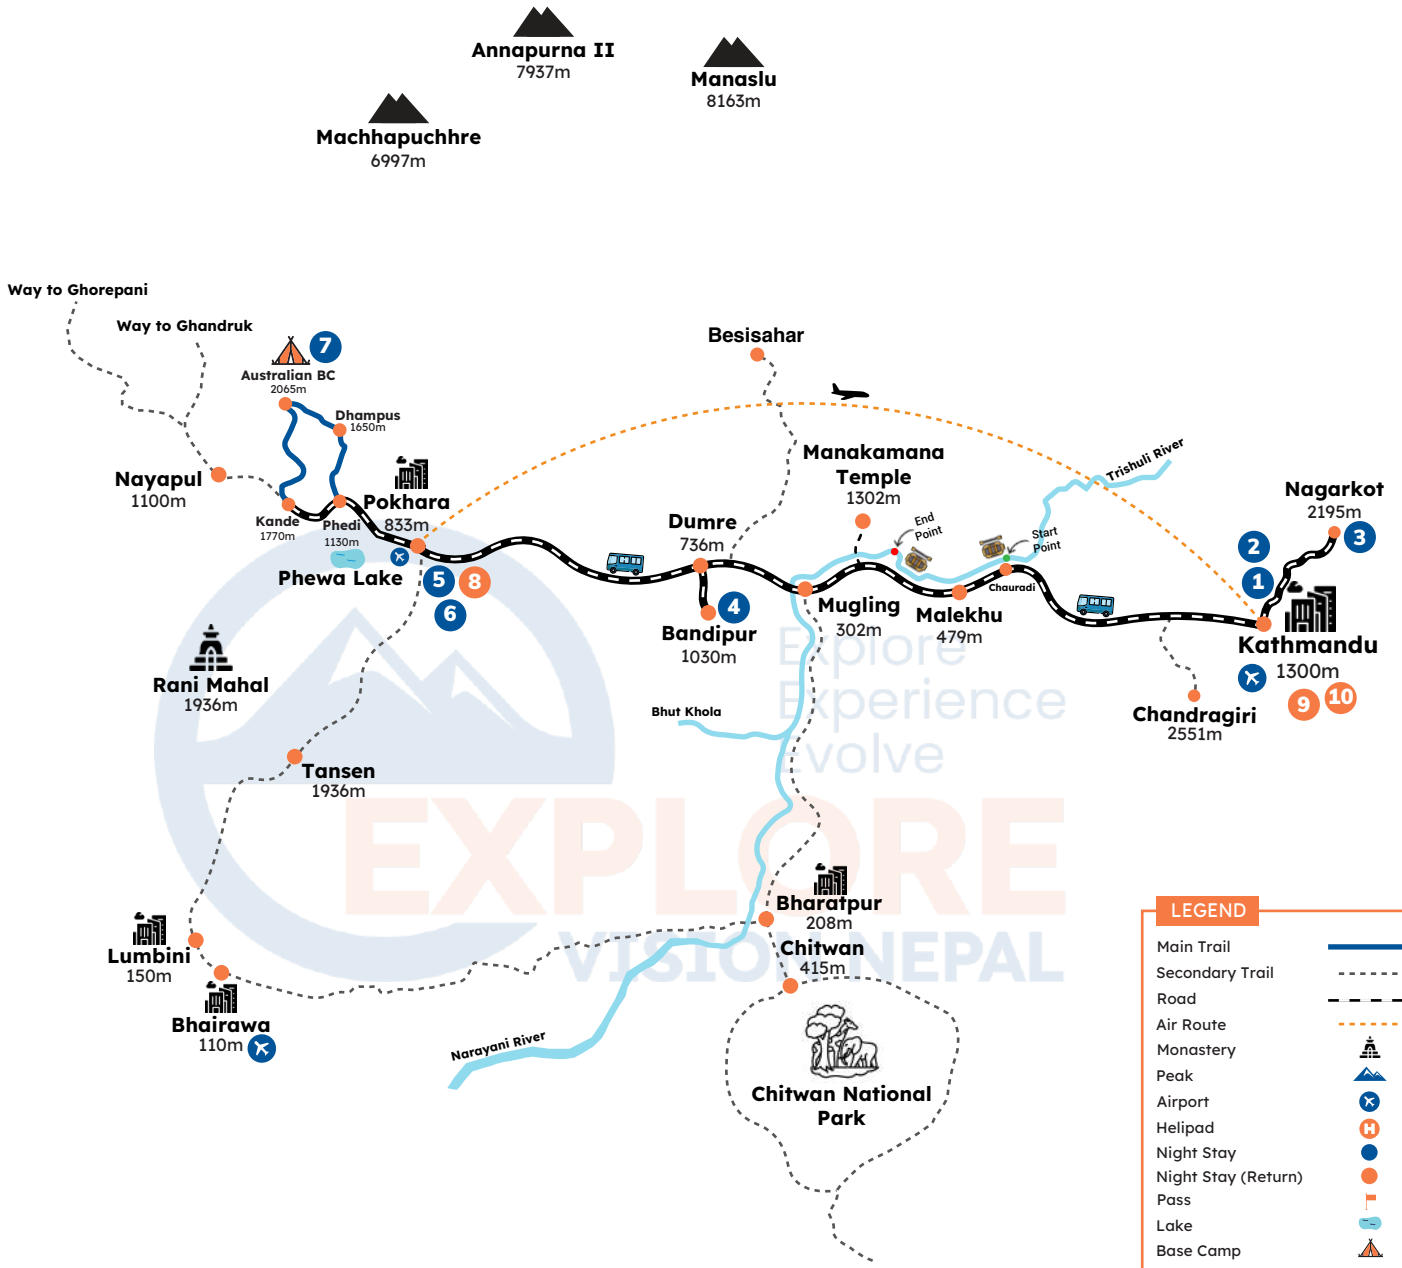 Annapurna II
7937m
Manaslu
8163m
Machhapuchhre
6997m
Way to Ghorepani
Way to Ghandruk
7
Australian BC
2065m
Dhampus
1650m
Besisahar
Nayapul
1100m
Kande
1770m
Phedi
1130m
Pokhara
833m
Phewa Lake
5
8
6
Dumre
736m
4
Bandipur
1030m
Manakamana
Temple
1302m
End
Point
Start
Point
Trishuli River
Chauradi
Mugling
302m
Malekhu
479m
Nagarkot
2195m
3
2
1
Kathmandu
1300m
9
10
Chandragiri
2551m
Rani Mahal
1936m
Tansen
1936m
Bhut Khola
Explore
Experience
Evolve
EXPLORE
VISION NEPAL
Lumbini
150m
Bhairawa
110m
Bharatpur
208m
Chitwan
415m
Narayani River
Chitwan National
Park
LEGEND
Main Trail
Secondary Trail
Road
Air Route
Monastery
Peak
Airport
Helipad
H
Night Stay
Night Stay (Return)
Pass
Lake
Base Camp